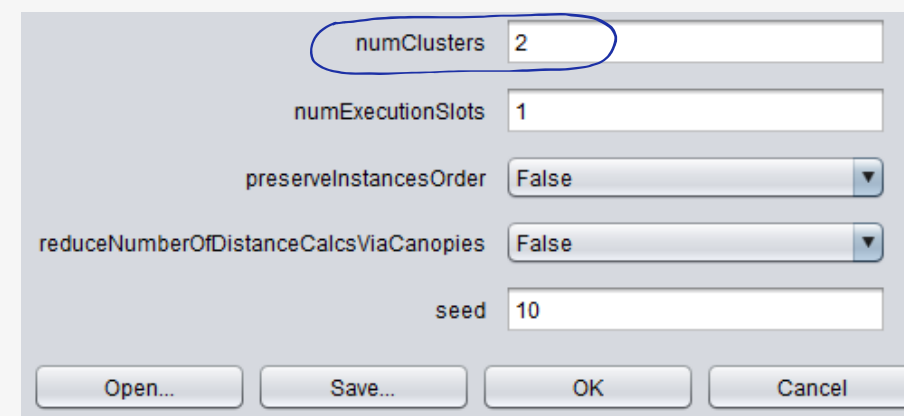 numClusters 2
numExecutionSlots 1
preserveInstancesOrder False
reduceNumberOfDistanceCalcsViaCanopies False
seed 10
Open... Save... OK Cancel